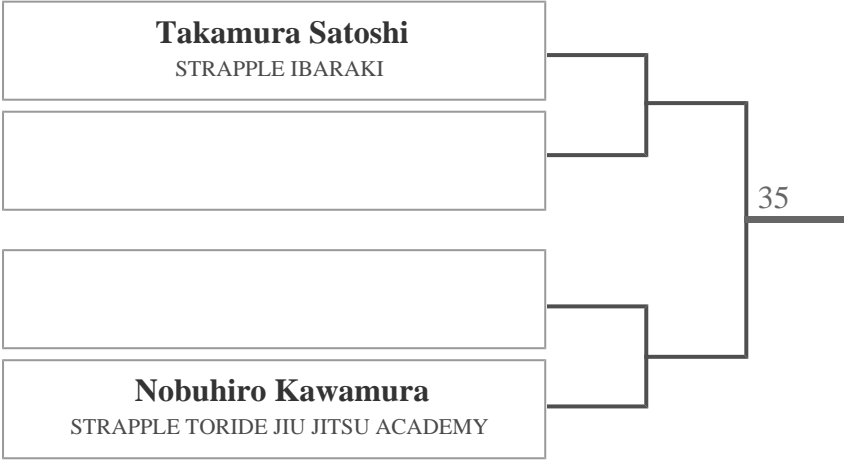 Takamura Satoshi
STRAPPLE IBARAKI
35
Nobuhiro Kawamura
STRAPPLE TORIDE JIU JITSU ACADEMY